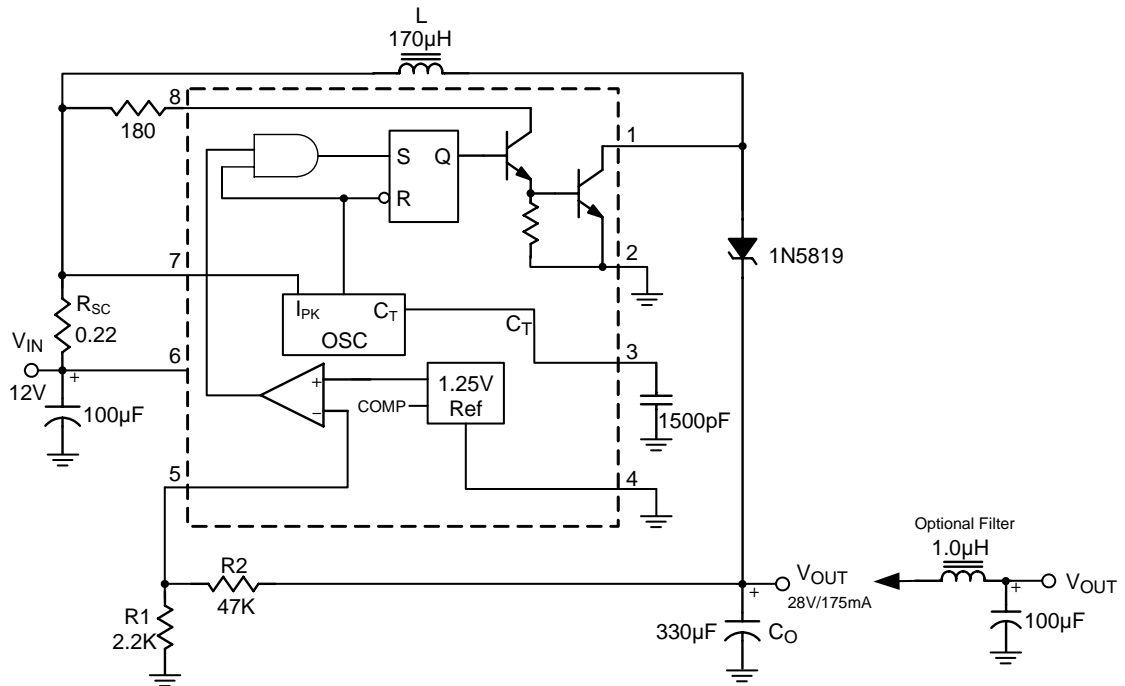 L
170µH
8
180
1
S
Q
R
2
1N5819
7
I_PK
C_T
OSC
R_SC
0.22
C_T
3
V_IN
12V
+
6
100µF
+
−
1.25V
Ref
COMP
1500pF
5
4
Optional Filter
1.0µH
R2
47K
+
V_OUT
28V/175mA
+
V_OUT
R1
2.2K
330µF
C_O
100µF